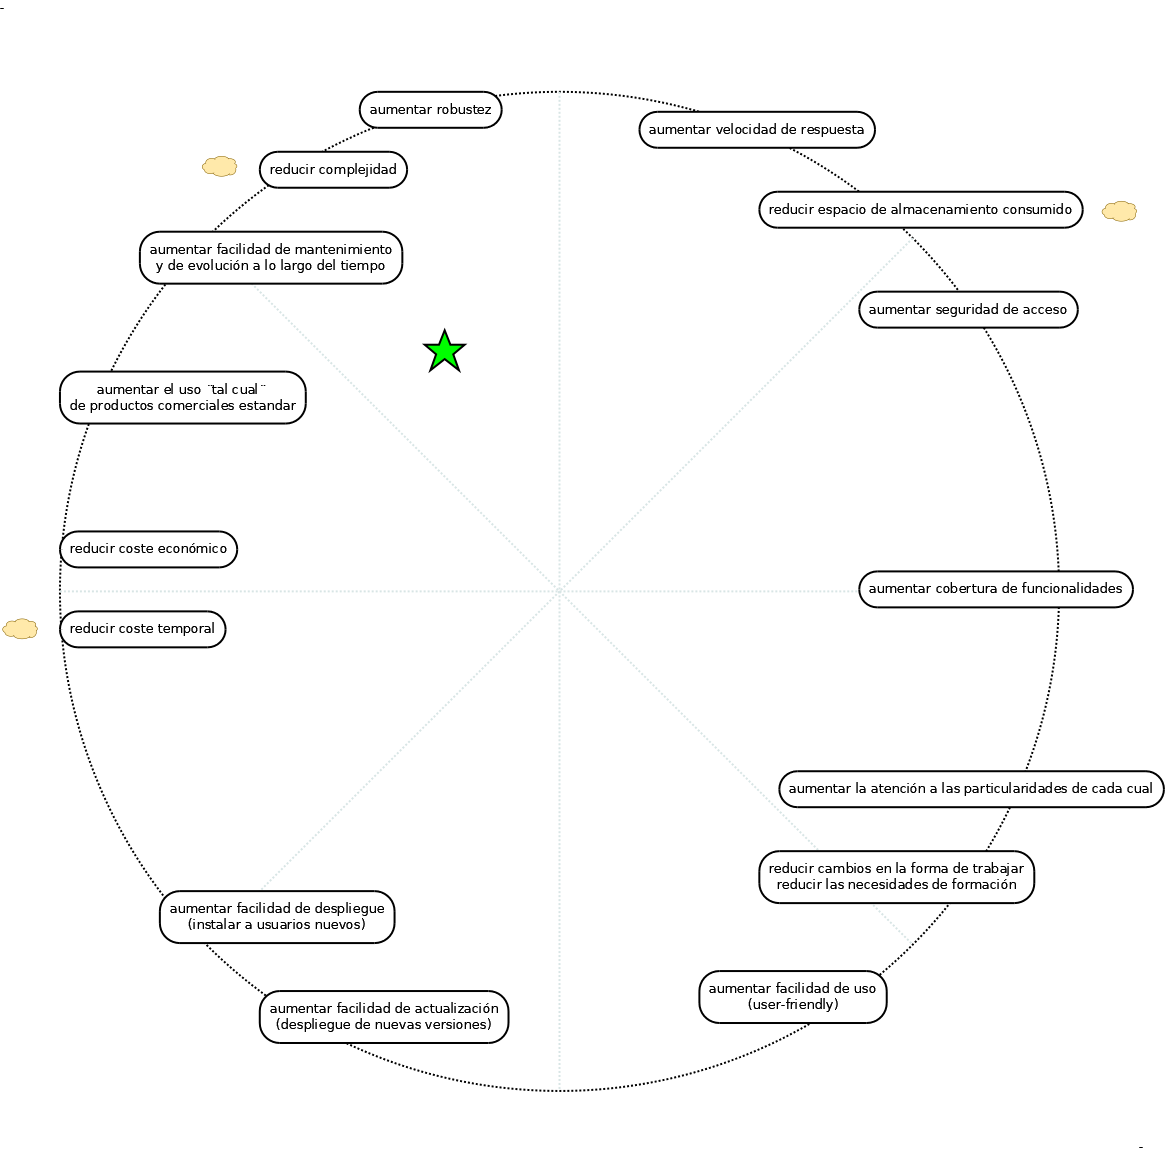 aumentar robustez
aumentar velocidad de respuesta
reducir complejidad
reducir espacio de almacenamiento consumido
aumentar facilidad de mantenimiento
y de evolución a lo largo del tiempo
aumentar seguridad de acceso
aumentar el uso ¨tal cual¨
de productos comerciales estandar
reducir coste económico
aumentar cobertura de funcionalidades
reducir coste temporal
aumentar la atención a las particularidades de cada cual
reducir cambios en la forma de trabajar
reducir las necesidades de formación
aumentar facilidad de despliegue
(instalar a usuarios nuevos)
aumentar facilidad de uso
(user-friendly)
aumentar facilidad de actualización
(despliegue de nuevas versiones)